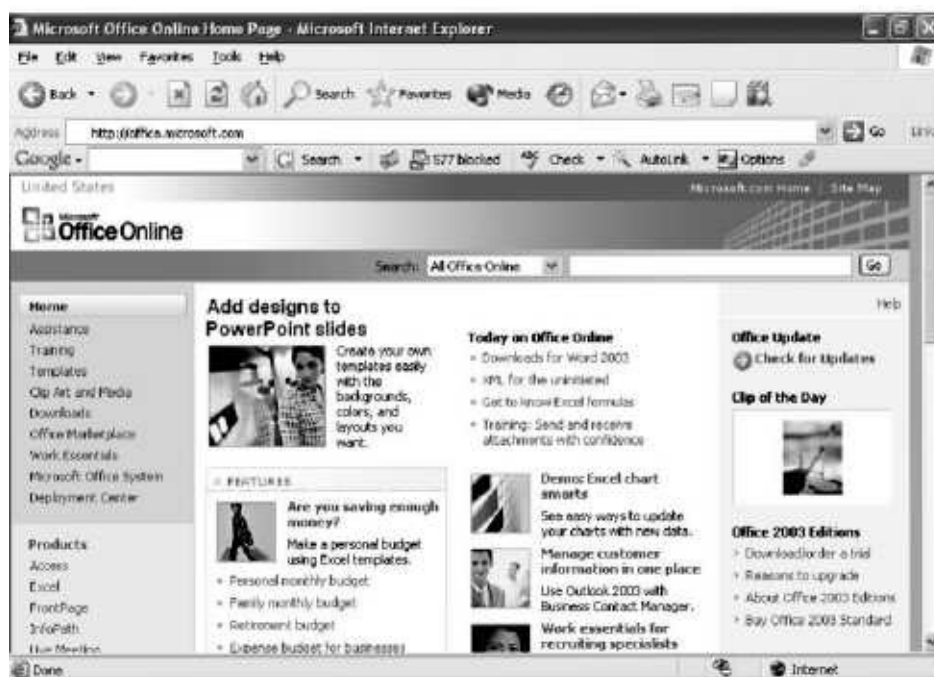 Microsoft Office Online Home Page - Microsoft Internet Explorer
File Edit View Favorites Tools Help
Back Search Favorites Media
Address http://office.microsoft.com Go Links
Google Search 577 blocked Check AutoLink Options
United States Microsoft.com Home | Site Map
Microsoft
Office Online
Search: All Office Online Go
Home
Assistance
Training
Templates
Clip Art and Media
Downloads
Office Marketplace
Work Essentials
Microsoft Office System
Deployment Center
Products
Access
Excel
FrontPage
InfoPath
Live Meeting
Add designs to
PowerPoint slides
Create your own
templates easily
with the
backgrounds,
colors, and
layouts you
want.
FEATURES
Are you saving enough
money?
Make a personal budget
using Excel templates.
Personal monthly budget
Family monthly budget
Retirement budget
Expense budget for businesses
Today on Office Online
Downloads for Word 2003
XML for the uninitiated
Get to know Excel formulas
Training: Send and receive
attachments with confidence
Demo: Excel chart
smarts
See easy ways to update
your charts with new data.
Manage customer
information in one place
Use Outlook 2003 with
Business Contact Manager.
Work essentials for
recruiting specialists
Help
Office Update
Check for Updates
Clip of the Day
Office 2003 Editions
Download/order a trial
Reasons to upgrade
About Office 2003 Editions
Buy Office 2003 Standard
Done Internet